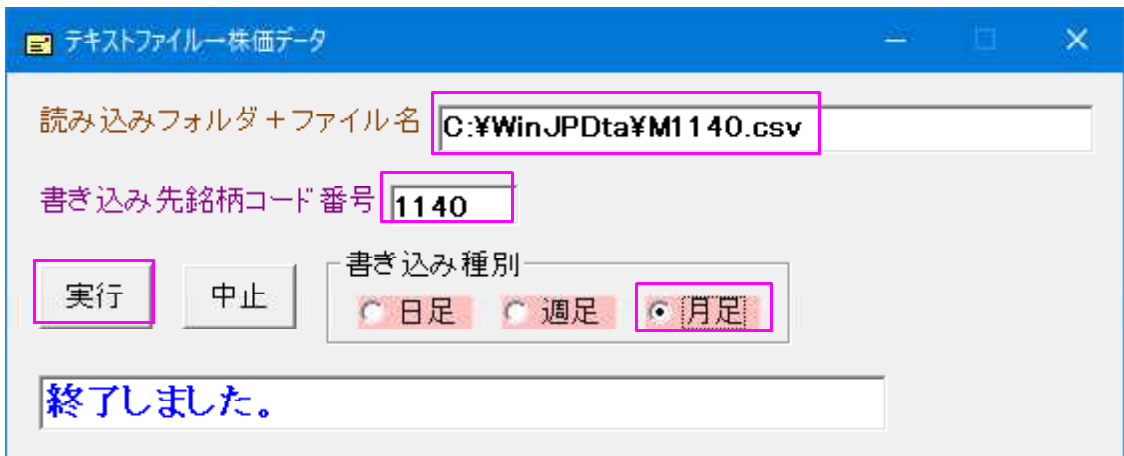 テキストファイル一株価データ
読み込みフォルダ+ファイル名 C:¥WinJPDta¥M1140.csv
書き込み先銘柄コード番号 1140
書き込み種別
実行 中止 日足 週足 月足
終了しました。